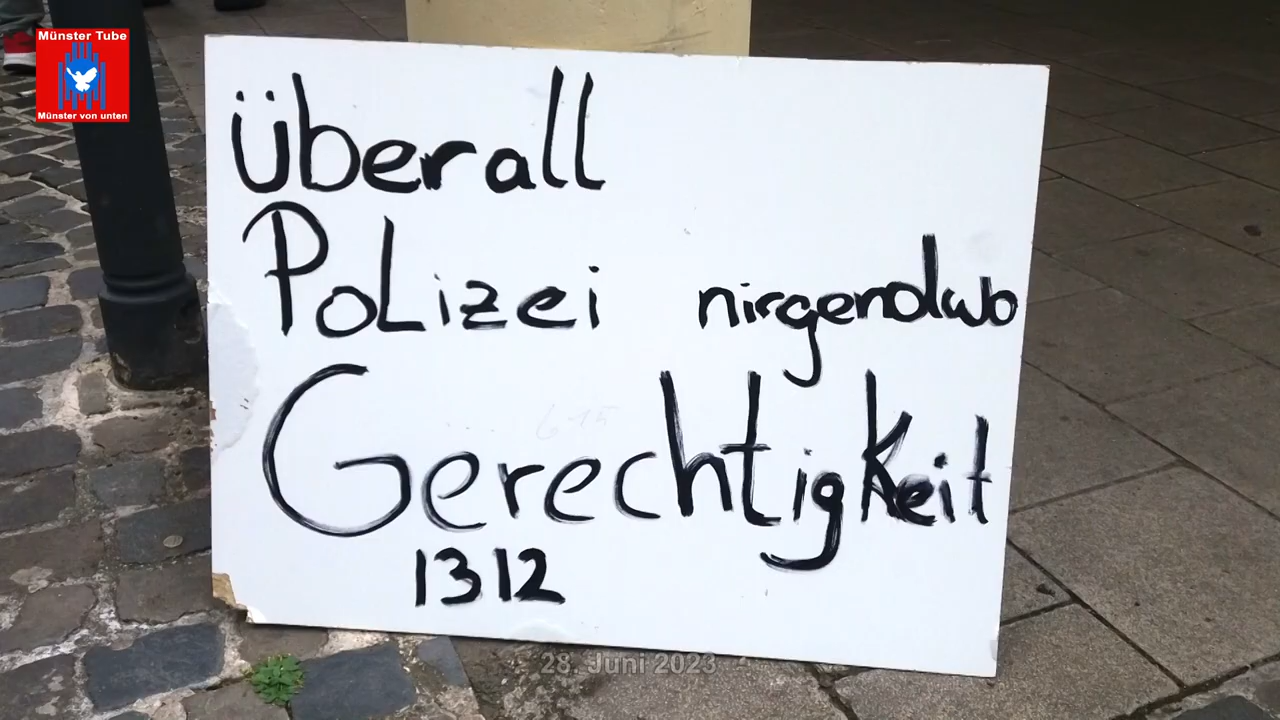 Münster Tube
Münster von unten
überall
Polizei nirgendwo
Gerechtigkeit
1312
28. Juni 2023